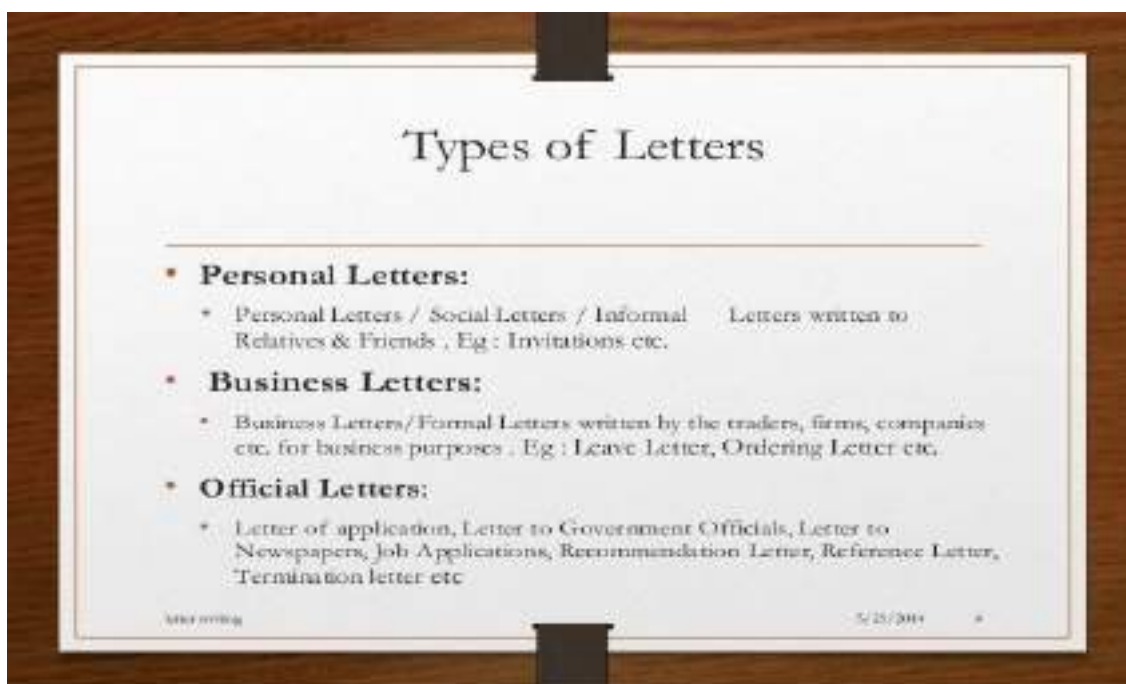 Types of Letters
• Personal Letters:
• Personal Letters / Social Letters / Informal Letters written to
Relatives & Friends . Eg : Invitations etc.
• Business Letters:
• Business Letters/Formal Letters written by the traders, firms, companies
etc. for business purposes . Eg : Leave Letter, Ordering Letter etc.
• Official Letters:
• Letter of application, Letter to Government Officials, Letter to
Newspapers, Job Applications, Recommendation Letter, Reference Letter,
Termination letter etc
letter writing